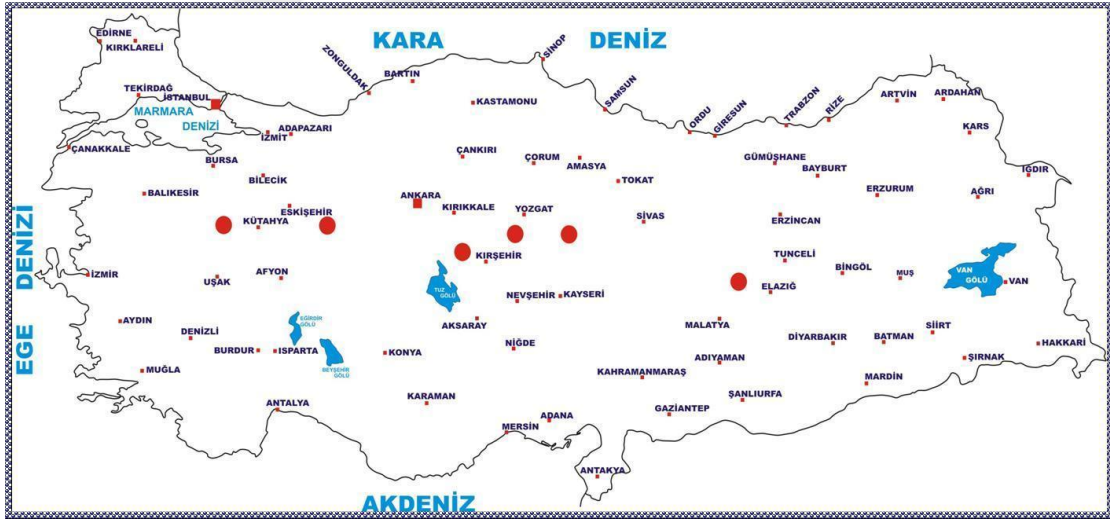 KARA DENİZ
EDİRNE
KIRKLARELİ
TEKİRDAĞ
İSTANBUL
MARMARA
DENİZİ
ÇANAKKALE
İZMİT
ADAPAZARI
ZONGULDAK
BARTIN
KASTAMONU
SİNOP
SAMSUN
ORDU
GİRESUN
TRABZON
RİZE
ARTVİN
ARDAHAN
KARS
IĞDIR
BURSA
BİLECİK
BALIKESİR
ÇANKIRI
ÇORUM
AMASYA
TOKAT
GÜMÜŞHANE
BAYBURT
ERZURUM
AĞRI
ANKARA
KIRIKKALE
YOZGAT
SİVAS
ERZİNCAN
ESKİŞEHİR
KÜTAHYA
EGE DENİZİ
İZMİR
UŞAK
AFYON
KIRŞEHİR
TUZ
GÖLÜ
NEVŞEHİR
KAYSERİ
TUNCELİ
ELAZIĞ
BİNGÖL
MUŞ
VAN
GÖLÜ
VAN
AYDIN
DENİZLİ
EĞİRDİR
GÖLÜ
BURDUR
ISPARTA
BEYŞEHİR
GÖLÜ
MUĞLA
AKSARAY
KONYA
NİĞDE
MALATYA
DİYARBAKIR
BATMAN
SİİRT
HAKKARİ
ŞIRNAK
MARDİN
ADIYAMAN
KAHRAMANMARAŞ
ŞANLIURFA
GAZİANTEP
ANTALYA
KARAMAN
MERSİN
ADANA
ANTAKYA
AKDENİZ